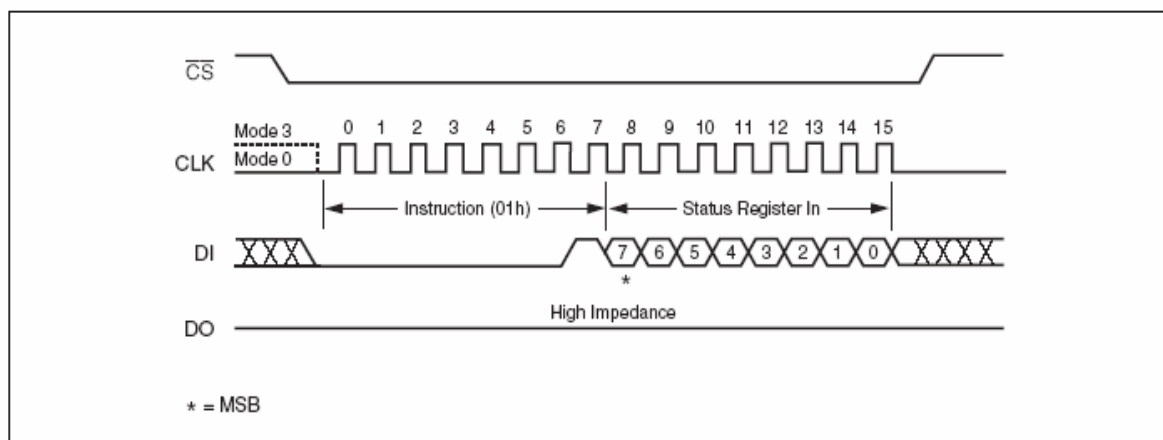 CS
Mode 3
0 1 2 3 4 5 6 7 8 9 10 11 12 13 14 15
CLK
Mode 0
Instruction (01h)
Status Register In
DI
7 6 5 4 3 2 1 0
*
High Impedance
DO
* = MSB